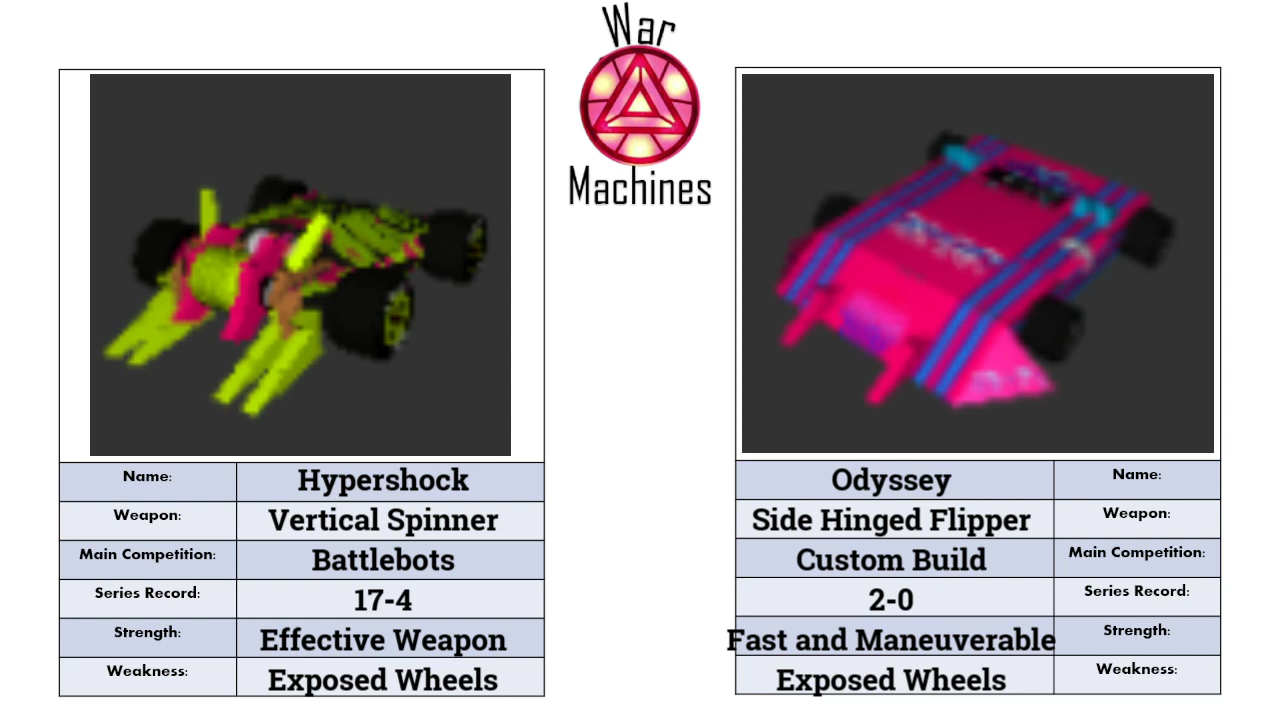 War
Machines
Name: Hypershock
Weapon: Vertical Spinner
Main Competition: Battlebots
Series Record: 17-4
Strength: Effective Weapon
Weakness: Exposed Wheels
Odyssey Name:
Side Hinged Flipper Weapon:
Custom Build Main Competition:
2-0 Series Record:
Fast and Maneuverable Strength:
Exposed Wheels Weakness: